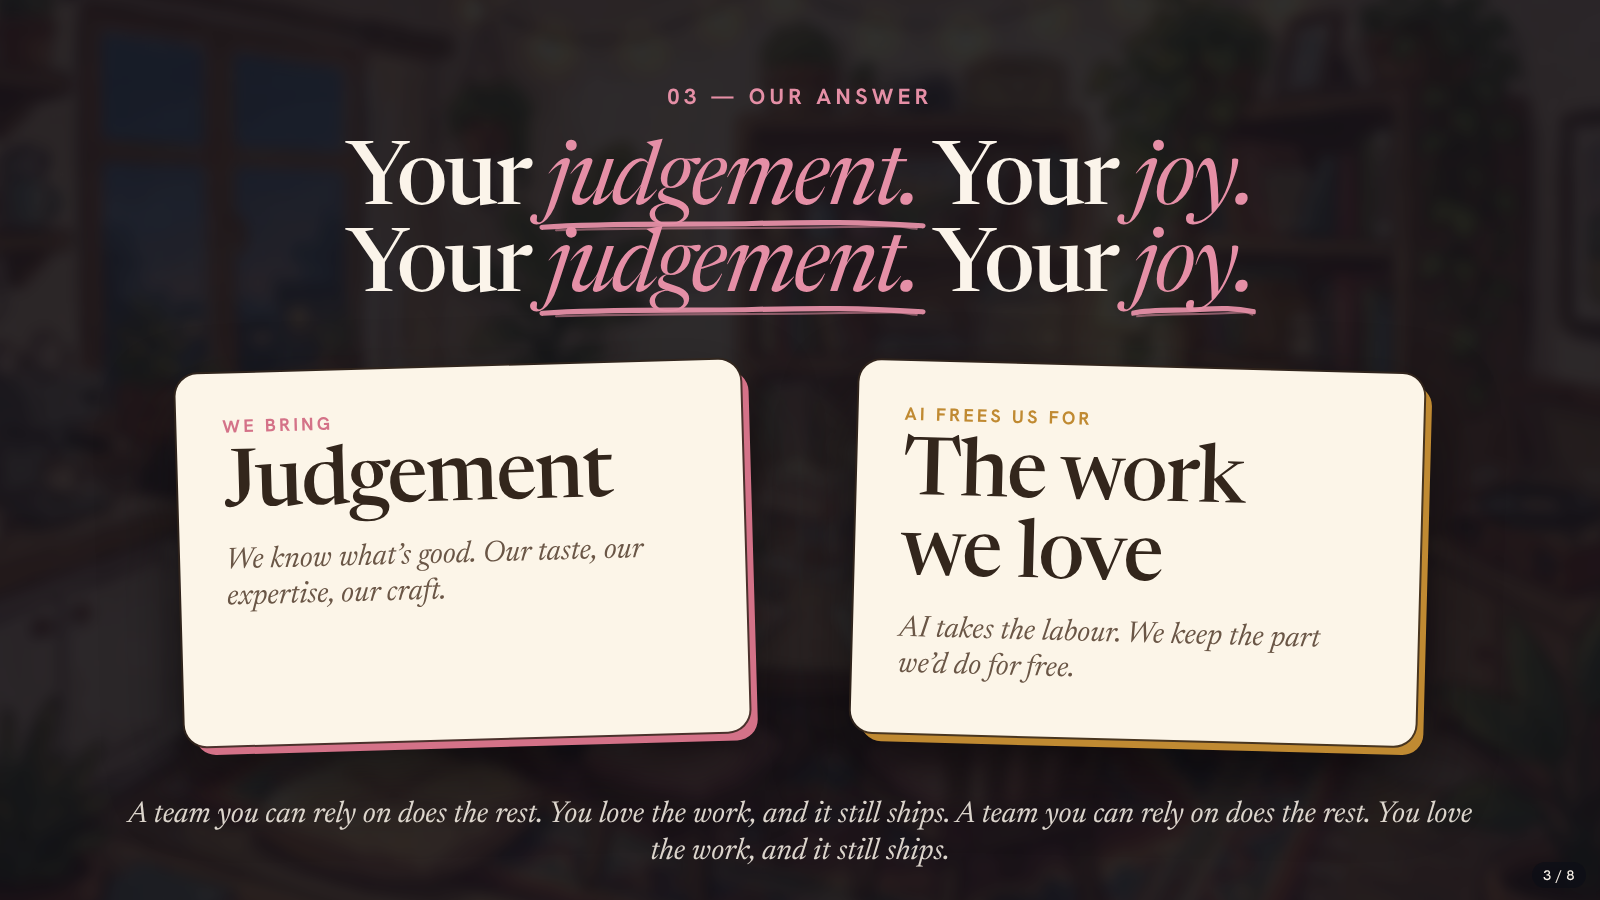 03 — OUR ANSWER
Your judgement. Your joy.
Your judgement. Your joy.
WE BRING
Judgement
We know what’s good. Our taste, our
expertise, our craft.
AI FREES US FOR
The work
we love
AI takes the labour. We keep the part
we’d do for free.
A team you can rely on does the rest. You love the work, and it still ships. A team you can rely on does the rest. You love
the work, and it still ships.
3 / 8